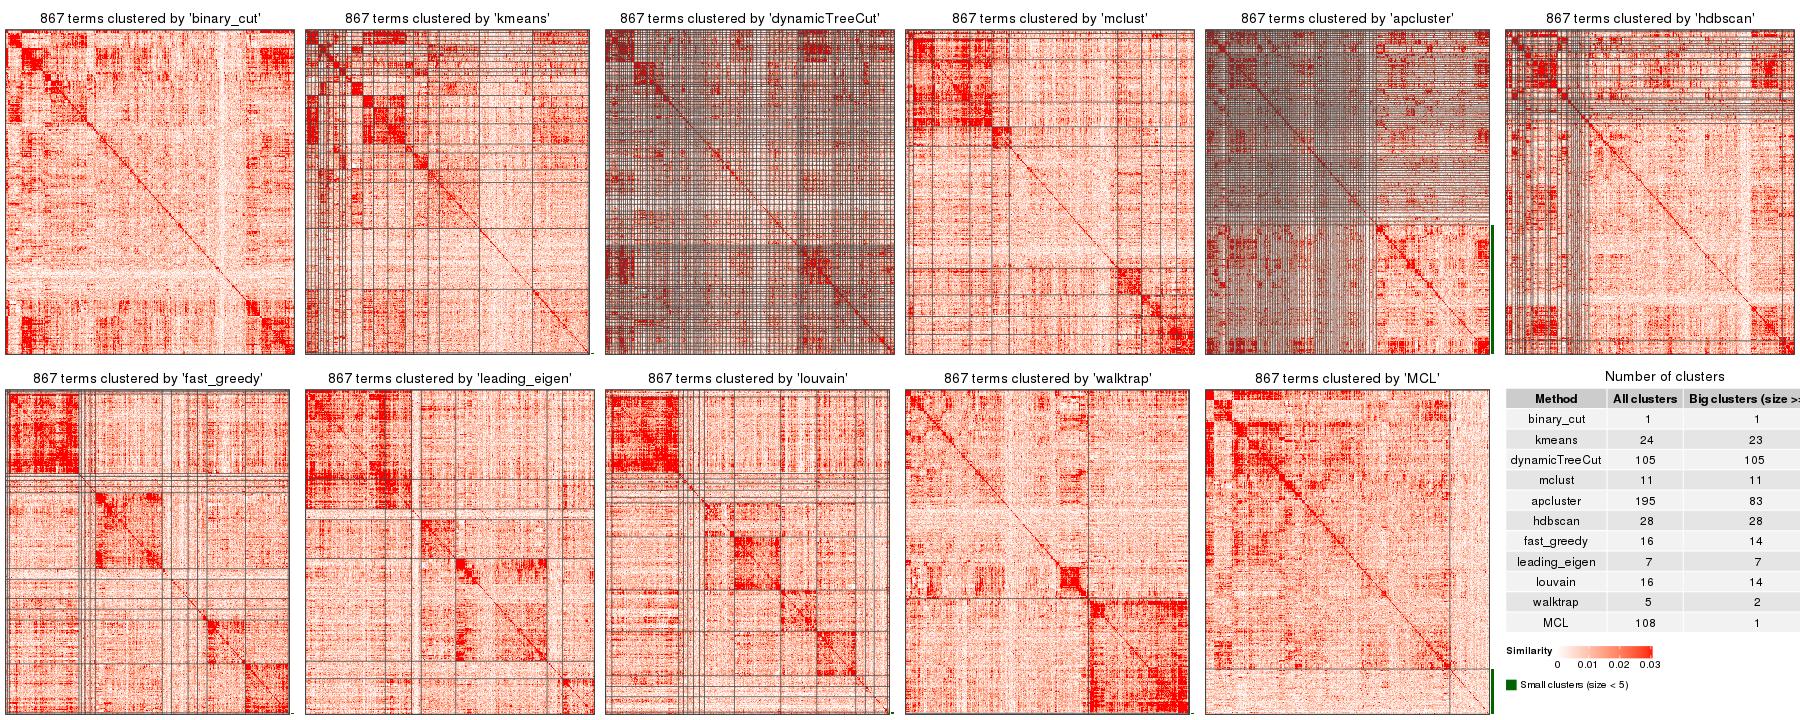 867 terms clustered by 'binary_cut'
867 terms clustered by 'kmeans'
867 terms clustered by 'dynamicTreeCut'
867 terms clustered by 'mclust'
867 terms clustered by 'apcluster'
867 terms clustered by 'hdbscan'
867 terms clustered by 'fast_greedy'
867 terms clustered by 'leading_eigen'
867 terms clustered by 'louvain'
867 terms clustered by 'walktrap'
867 terms clustered by 'MCL'
Number of clusters
Method All clusters Big clusters (size >=
binary_cut 1 1
kmeans 24 23
dynamicTreeCut 105 105
mclust 11 11
apcluster 195 83
hdbscan 28 28
fast_greedy 16 14
leading_eigen 7 7
louvain 16 14
walktrap 5 2
MCL 108 1
Similarity
0 0.01 0.02 0.03
Small clusters (size < 5)